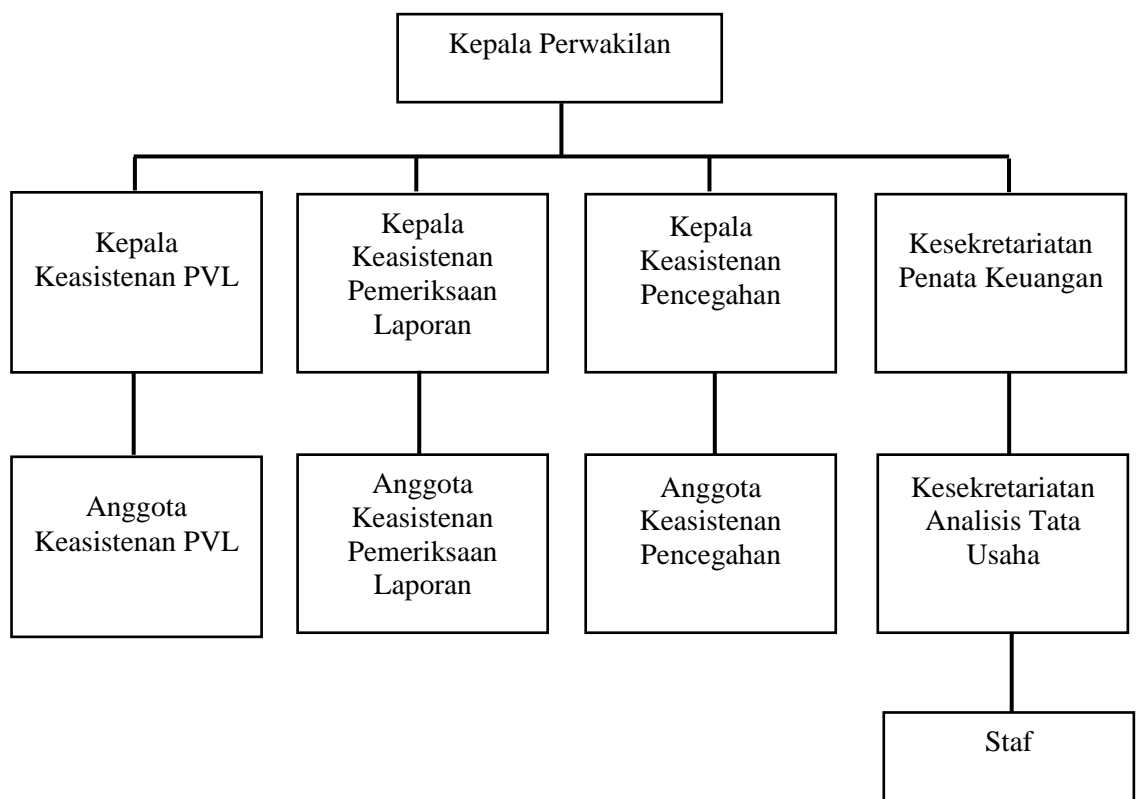 Kepala Perwakilan
Kepala
Keasistenan PVL
Kepala
Keasistenan
Pemeriksaan
Laporan
Kepala
Keasistenan
Pencegahan
Kesekretariatan
Penata Keuangan
Anggota
Keasistenan PVL
Anggota
Keasistenan
Pemeriksaan
Laporan
Anggota
Keasistenan
Pencegahan
Kesekretariatan
Analisis Tata
Usaha
Staf